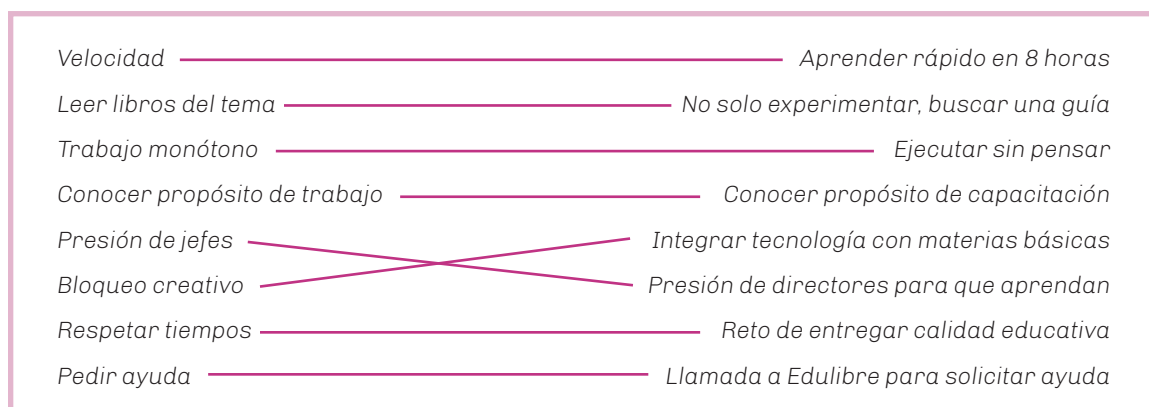 Velocidad Aprender rápido en 8 horas
Leer libros del tema No solo experimentar, buscar una guía
Trabajo monótono Ejecutar sin pensar
Conocer propósito de trabajo Conocer propósito de capacitación
Presión de jefes Integrar tecnología con materias básicas
Bloqueo creativo Presión de directores para que aprendan
Respetar tiempos Reto de entregar calidad educativa
Pedir ayuda Llamada a Edulibre para solicitar ayuda